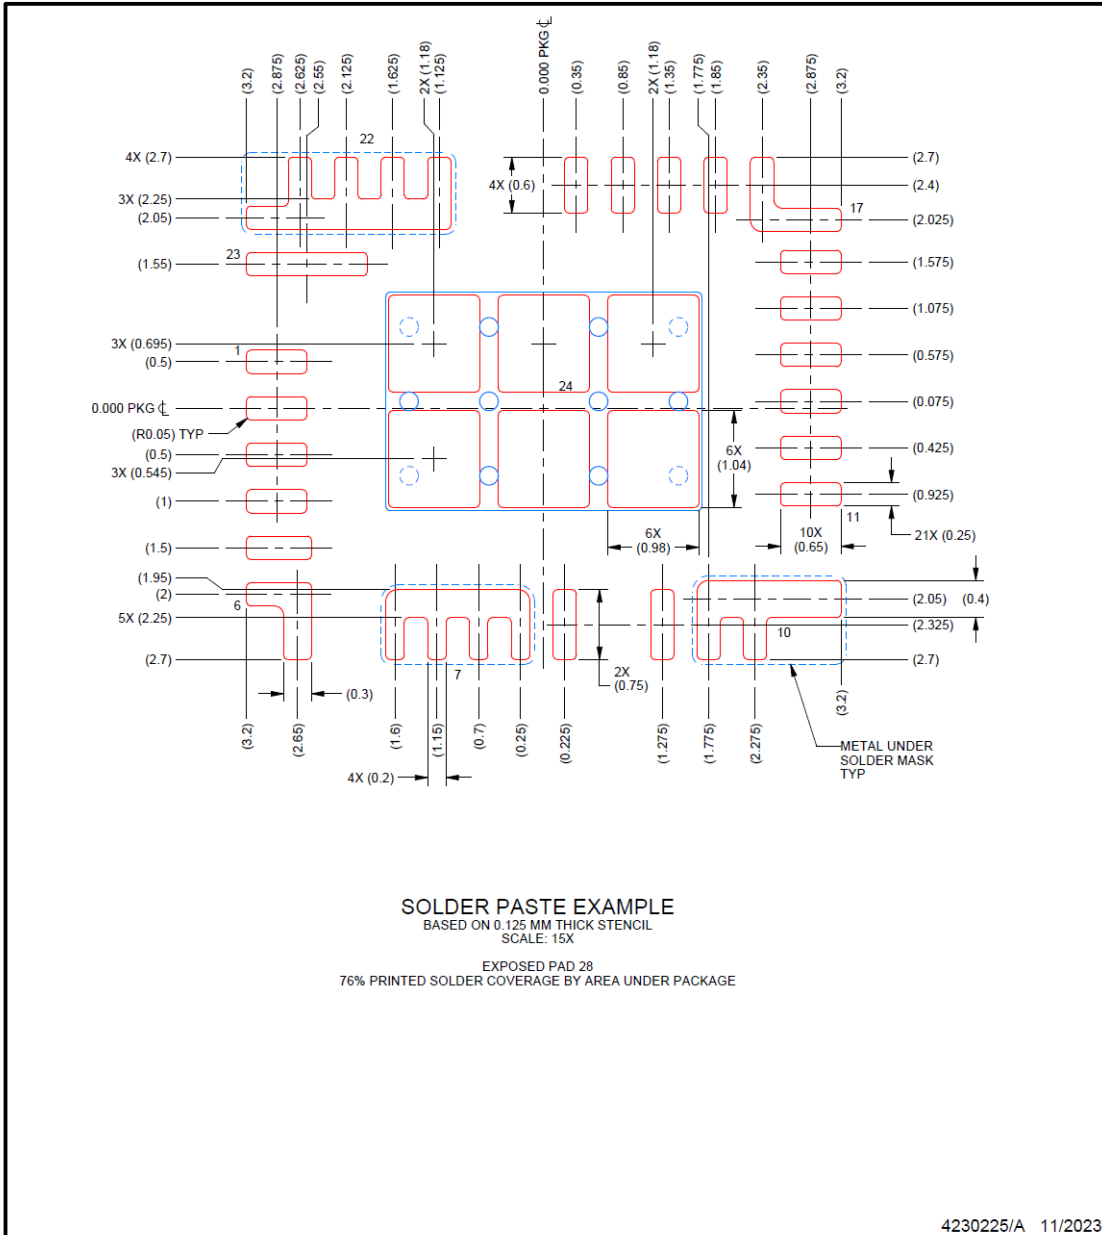 (3.2)
(2.875)
(2.625)
(2.55)
(2.125)
(1.625)
2X (1.18)
(1.125)
0.000 PKG ℄
(0.35)
(0.85)
2X (1.18)
(1.35)
(1.775)
(1.85)
(2.35)
(2.875)
(3.2)
22
4X (2.7)
3X (2.25)
(2.05)
23
(1.55)
4X (0.6)
(2.7)
(2.4)
17
(2.025)
(1.575)
(1.075)
(0.575)
(0.075)
(0.425)
(0.925)
11
21X (0.25)
10X
(0.65)
3X (0.695)
1
(0.5)
0.000 PKG ℄
(R0.05) TYP
(0.5)
3X (0.545)
(1)
(1.5)
24
6X
(1.04)
6X
(0.98)
(1.95)
(2)
6
5X (2.25)
(2.7)
(0.3)
7
2X
(0.75)
10
(2.05)
(0.4)
(2.325)
(2.7)
(3.2)
(3.2)
(2.65)
(1.6)
(1.15)
(0.7)
(0.25)
(0.225)
(1.275)
(1.775)
(2.275)
4X (0.2)
METAL UNDER
SOLDER MASK
TYP
SOLDER PASTE EXAMPLE
BASED ON 0.125 MM THICK STENCIL
SCALE: 15X
EXPOSED PAD 28
76% PRINTED SOLDER COVERAGE BY AREA UNDER PACKAGE
4230225/A 11/2023